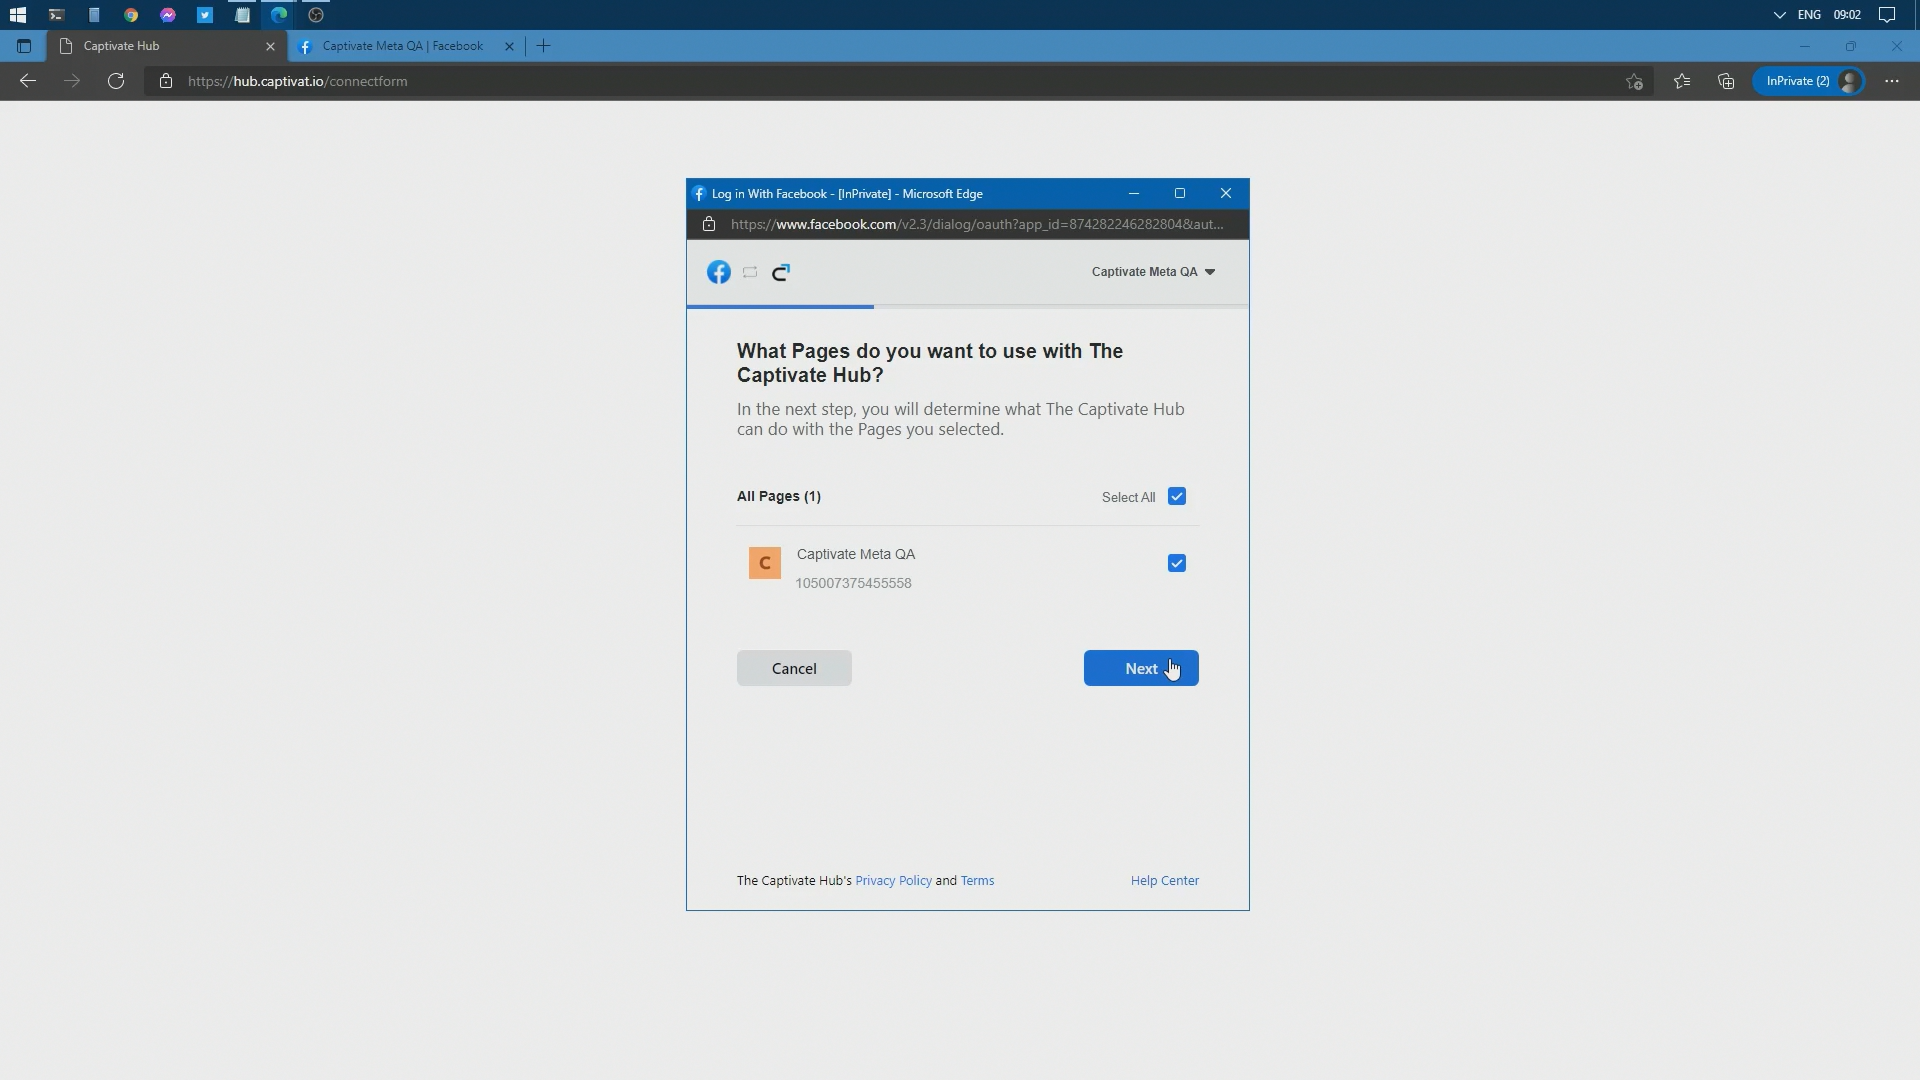 ENG 09:02
Captivate Hub
Captivate Meta QA | Facebook
https://hub.captivat.io/connectform
InPrivate (2)
Log in With Facebook - [InPrivate] - Microsoft Edge
https://www.facebook.com/v2.3/dialog/oauth?app_id=874282246282804&aut...
Captivate Meta QA
What Pages do you want to use with The
Captivate Hub?
In the next step, you will determine what The Captivate Hub
can do with the Pages you selected.
All Pages (1)
Select All
C
Captivate Meta QA
105007375455558
Cancel
Next
The Captivate Hub's Privacy Policy and Terms
Help Center